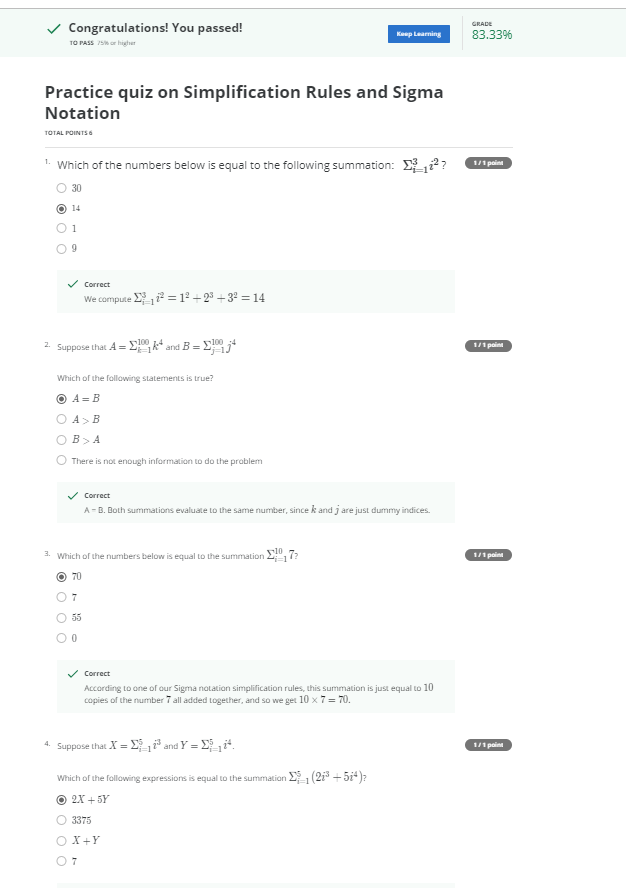 Congratulations! You passed!
TO PASS 75% or higher
Keep Learning
GRADE
83.33%
Practice quiz on Simplification Rules and Sigma
Notation
TOTAL POINTS 6
1. Which of the numbers below is equal to the following summation: Σ³ᵢ₌₁ i² ?
1 / 1 point
30
14
1
9
Correct
We compute Σ³ᵢ₌₁ i² = 1² + 2³ + 3² = 14
2. Suppose that A = Σ¹⁰⁰ₖ₌₁ k⁴ and B = Σ¹⁰⁰ⱼ₌₁ j⁴
1 / 1 point
Which of the following statements is true?
A = B
A > B
B > A
There is not enough information to do the problem
Correct
A = B. Both summations evaluate to the same number, since k and j are just dummy indices.
3. Which of the numbers below is equal to the summation Σ¹⁰ᵢ₌₁ 7?
1 / 1 point
70
7
55
0
Correct
According to one of our Sigma notation simplification rules, this summation is just equal to 10
copies of the number 7 all added together, and so we get 10 × 7 = 70.
4. Suppose that X = Σ⁵ᵢ₌₁ i³ and Y = Σ⁵ᵢ₌₁ i⁴.
1 / 1 point
Which of the following expressions is equal to the summation Σ⁵ᵢ₌₁ (2i³ + 5i⁴)?
2X + 5Y
3375
X + Y
7